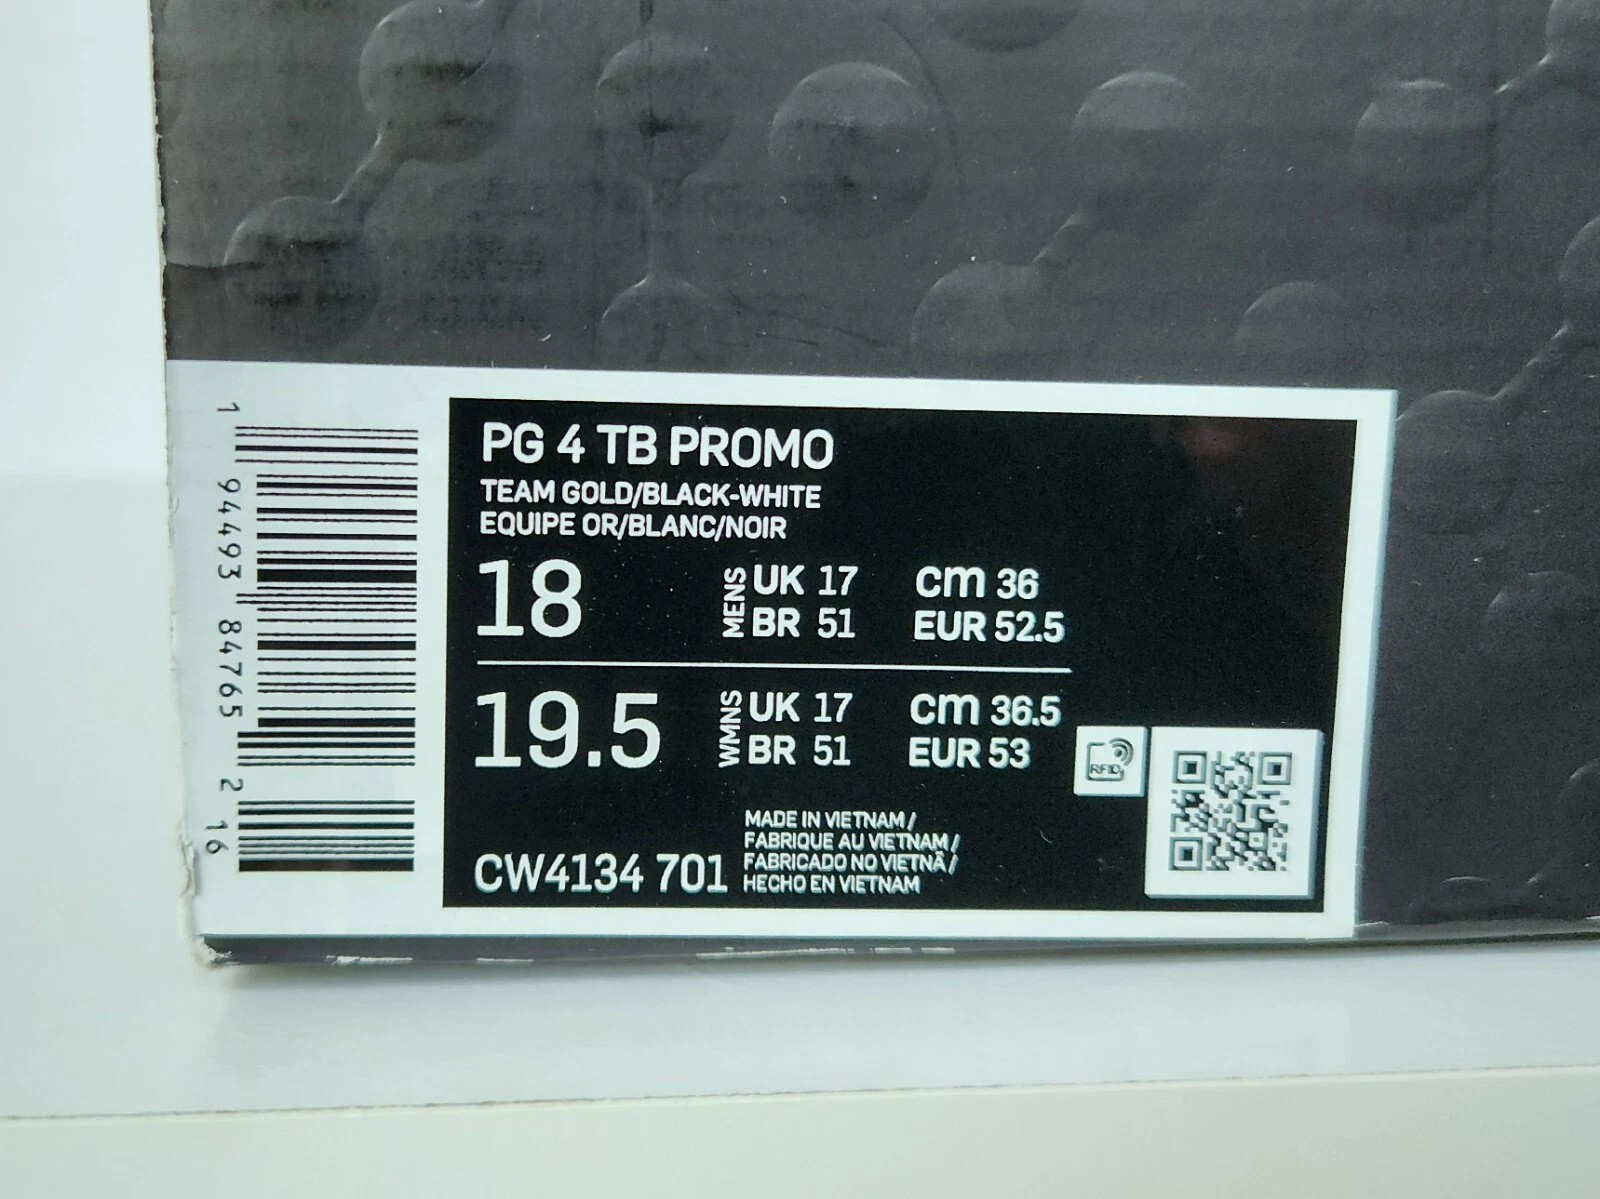 1 94493 84765 2 16
PG 4 TB PROMO
TEAM GOLD/BLACK-WHITE
EQUIPE OR/BLANC/NOIR
18 MENS UK 17 cm 36
BR 51 EUR 52.5
19.5 WMNS UK 17 cm 36.5
BR 51 EUR 53
RFID
CW4134 701
MADE IN VIETNAM /
FABRIQUE AU VIETNAM /
FABRICADO NO VIETNÃ /
HECHO EN VIETNAM